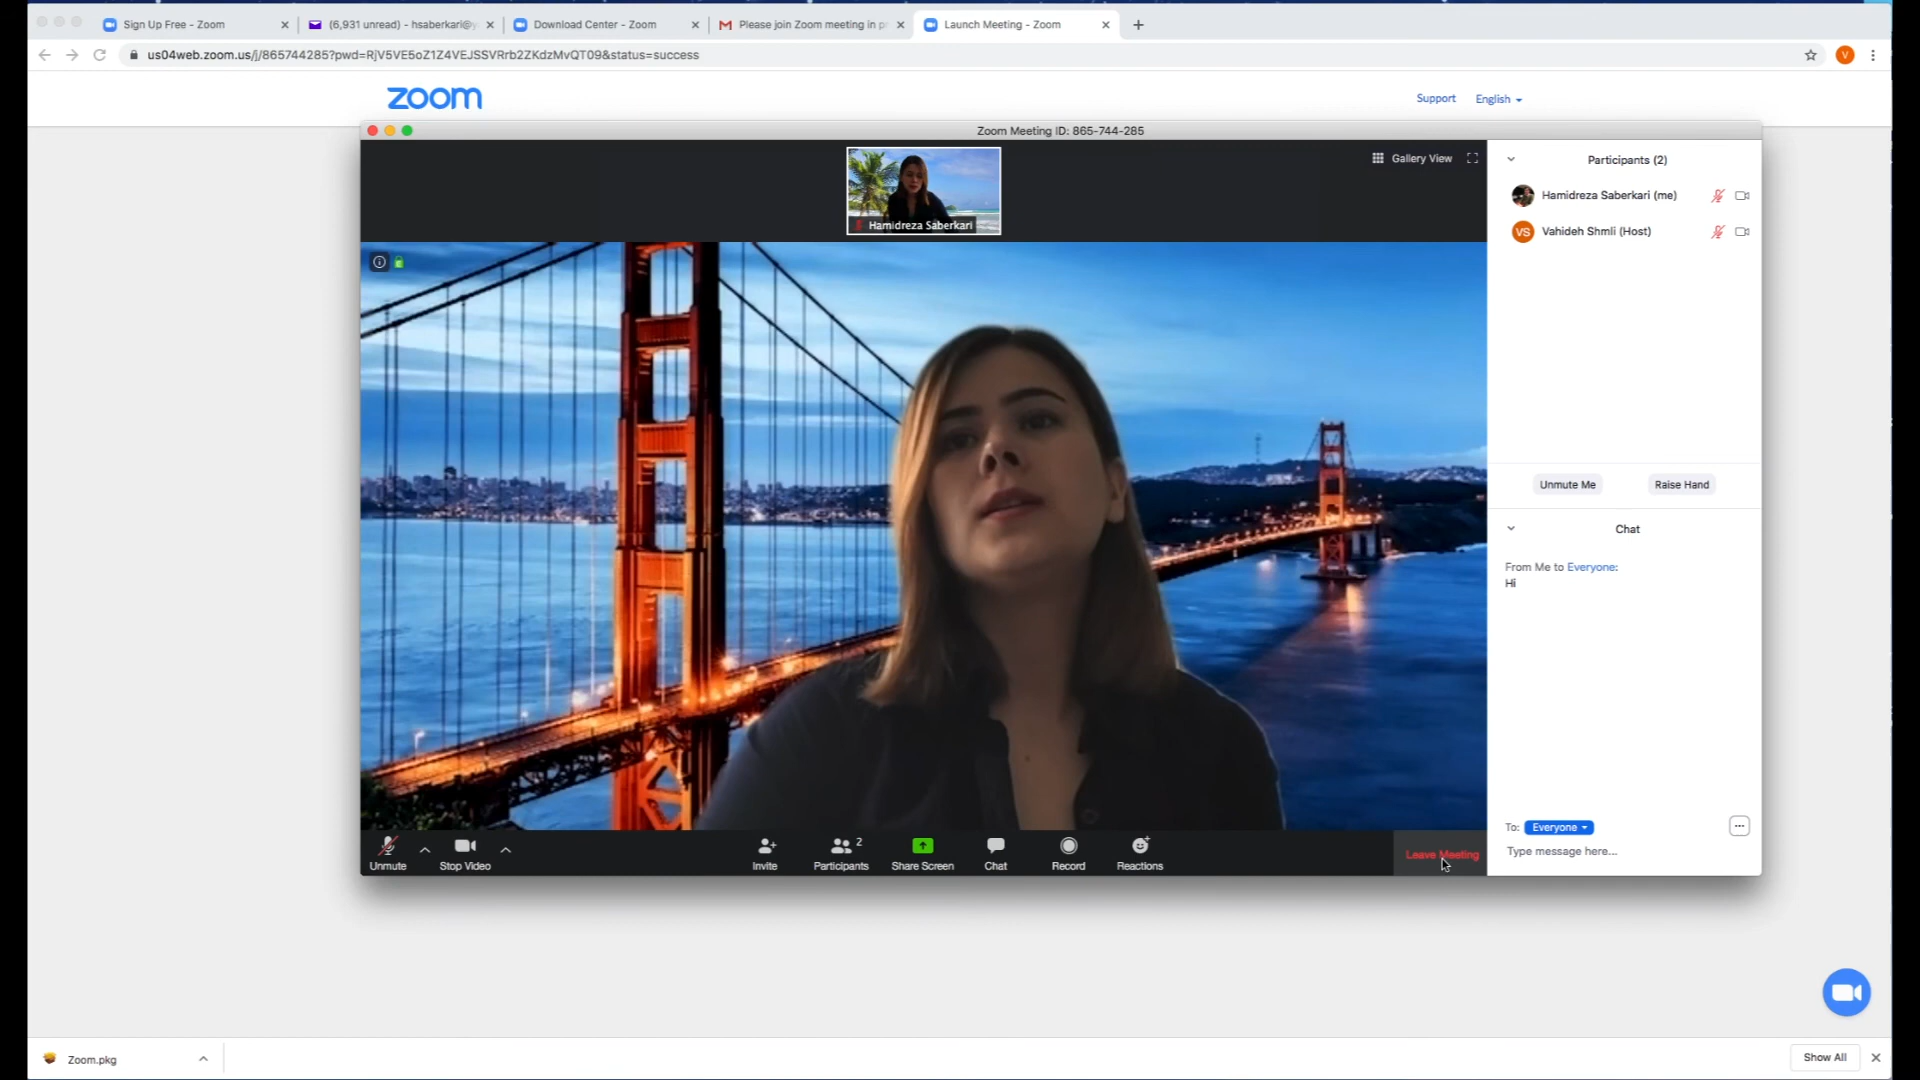 Sign Up Free - Zoom
(6,931 unread) - hsaberkari@y
Download Center - Zoom
Please join Zoom meeting in pr
Launch Meeting - Zoom
us04web.zoom.us/j/865744285?pwd=RjV5VE5oZ1Z4VEJSSVRrb2ZKdzMvQT09&status=success
V
zoom
Support
English
Zoom Meeting ID: 865-744-285
Gallery View
Hamidreza Saberkari
Participants (2)
Hamidreza Saberkari (me)
VS
Vahideh Shmli (Host)
Unmute Me
Raise Hand
Chat
From Me to Everyone:
Hi
To: Everyone
Type message here...
Unmute
Stop Video
Invite
2
Participants
Share Screen
Chat
Record
Reactions
Leave Meeting
Zoom.pkg
Show All